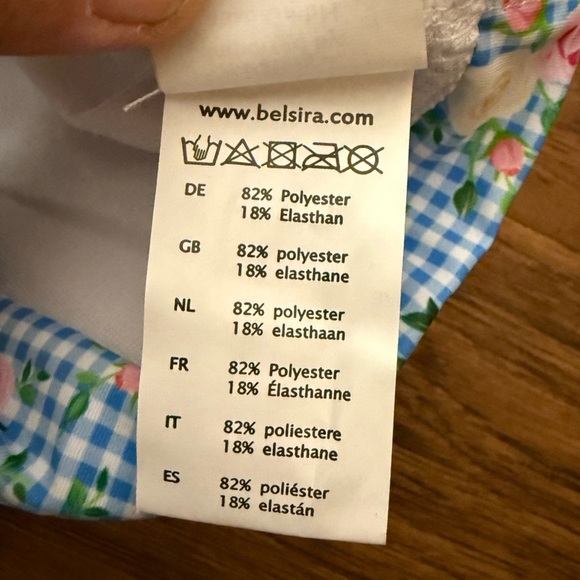 www.belsira.com
DE 82% Polyester
18% Elasthan
GB 82% polyester
18% elasthane
NL 82% polyester
18% elasthaan
FR 82% Polyester
18% Élasthanne
IT 82% poliestere
18% elasthane
ES 82% poliéster
18% elastán